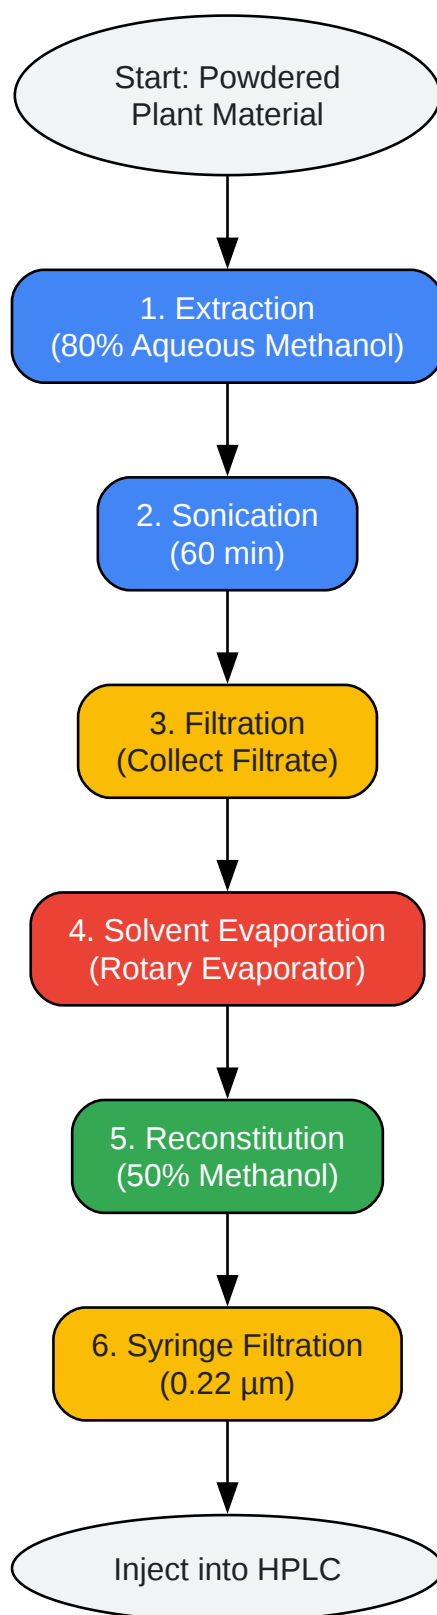 Start: Powdered
Plant Material
1. Extraction
(80% Aqueous Methanol)
2. Sonication
(60 min)
3. Filtration
(Collect Filtrate)
4. Solvent Evaporation
(Rotary Evaporator)
5. Reconstitution
(50% Methanol)
6. Syringe Filtration
(0.22 µm)
Inject into HPLC